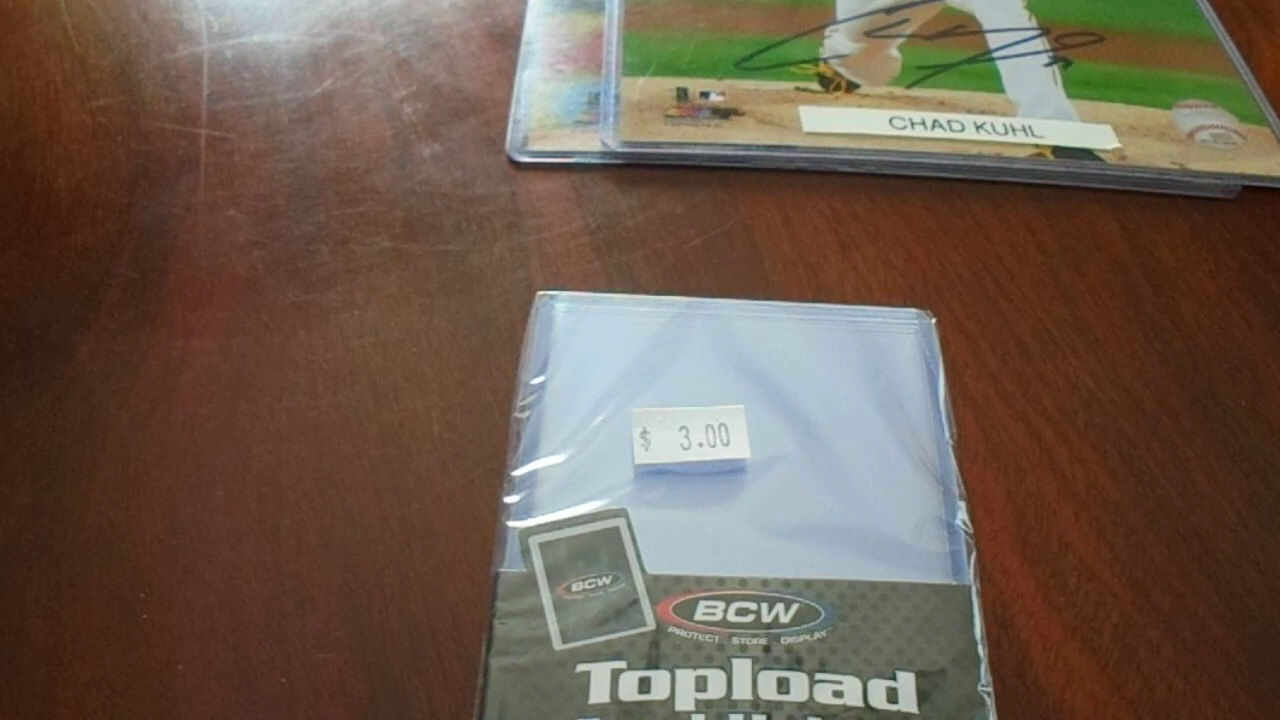 CHAD KUHL
$ 3.00
BCW
BCW
PROTECT STORE DISPLAY
Topload